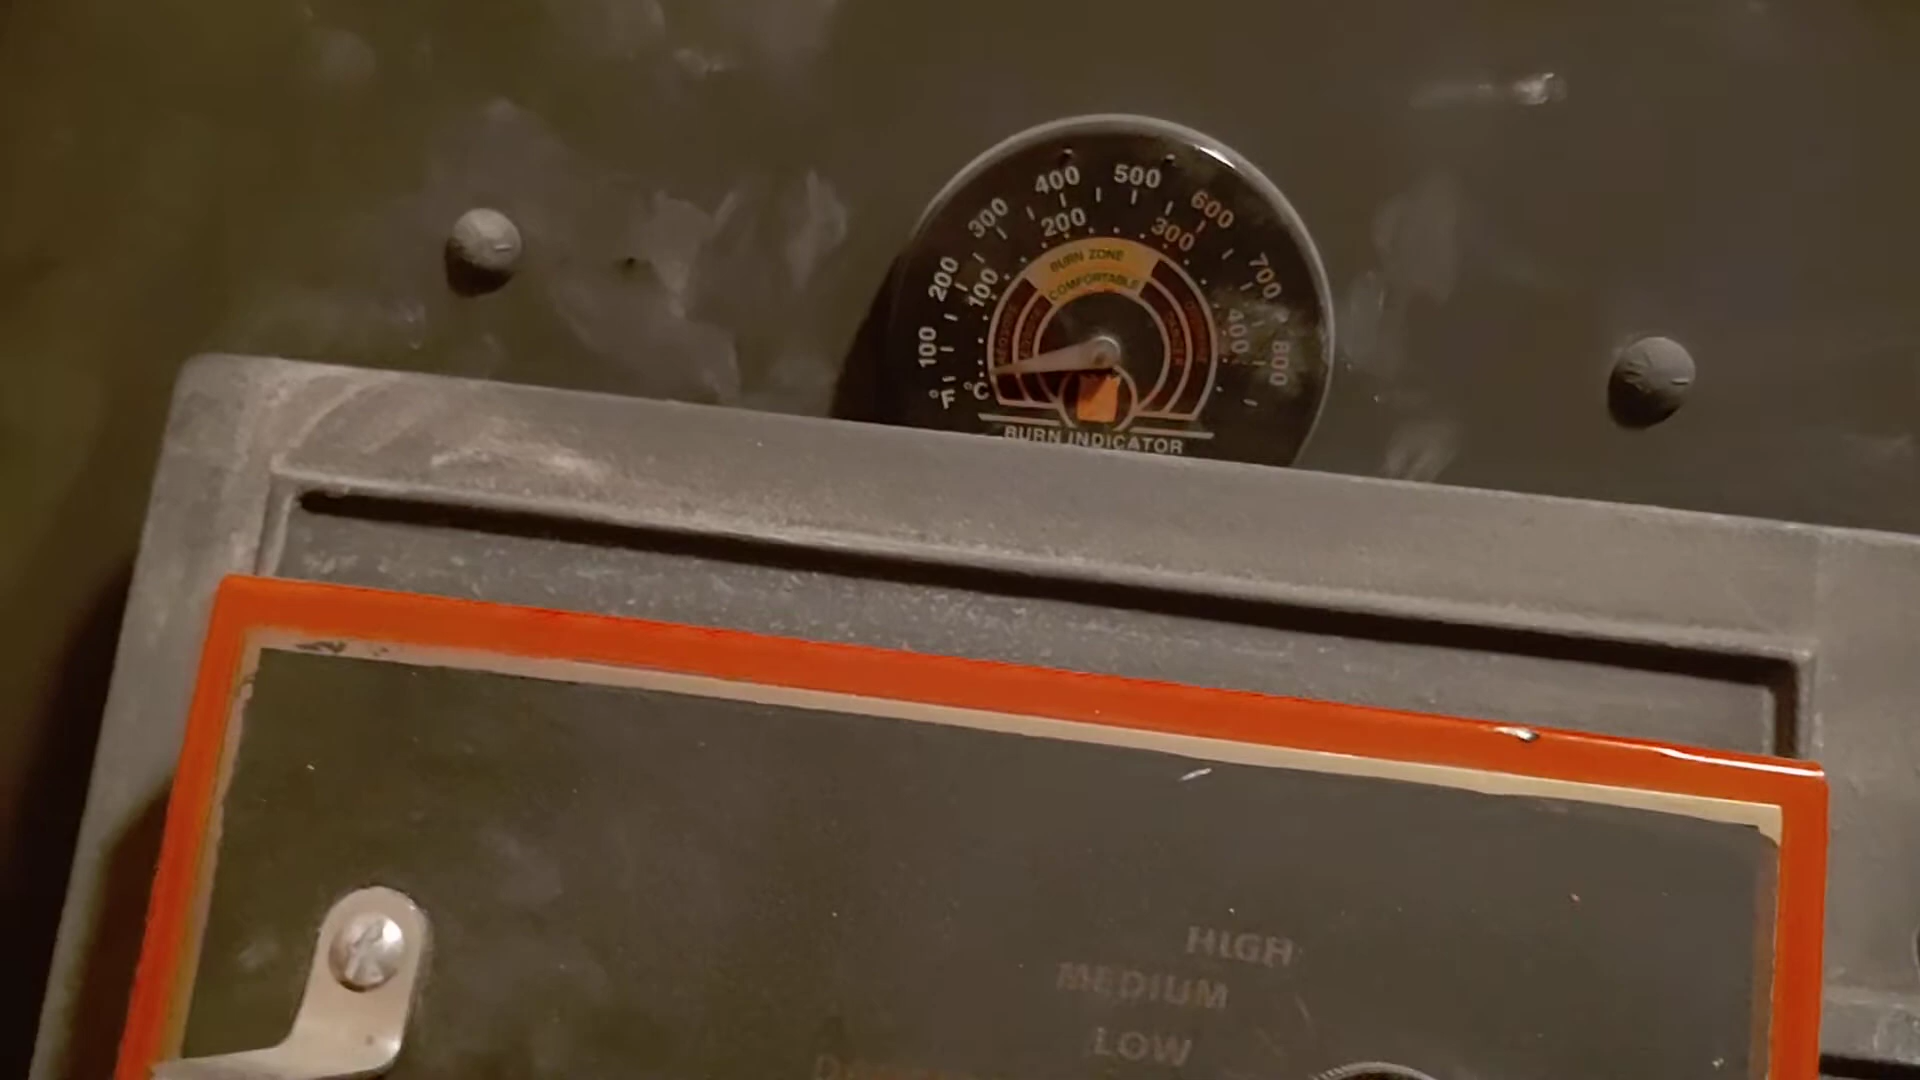 400 500
300 600
200 700
100 800
°F
200 300
100 400
°C
BURN ZONE
COMFORTABLE
BURN INDICATOR
HIGH
MEDIUM
LOW